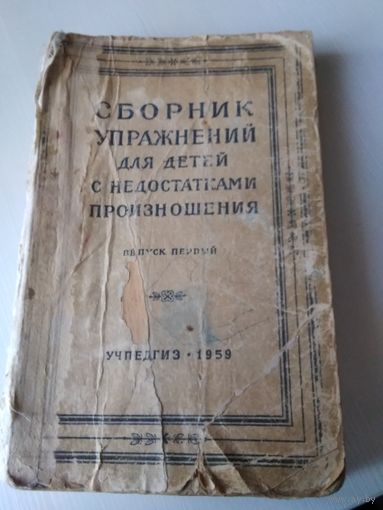 СБОРНИК
УПРАЖНЕНИЙ
ДЛЯ ДЕТЕЙ
С НЕДОСТАТКАМИ
ПРОИЗНОШЕНИЯ
ВЫПУСК ПЕРВЫЙ
УЧПЕДГИЗ • 1959